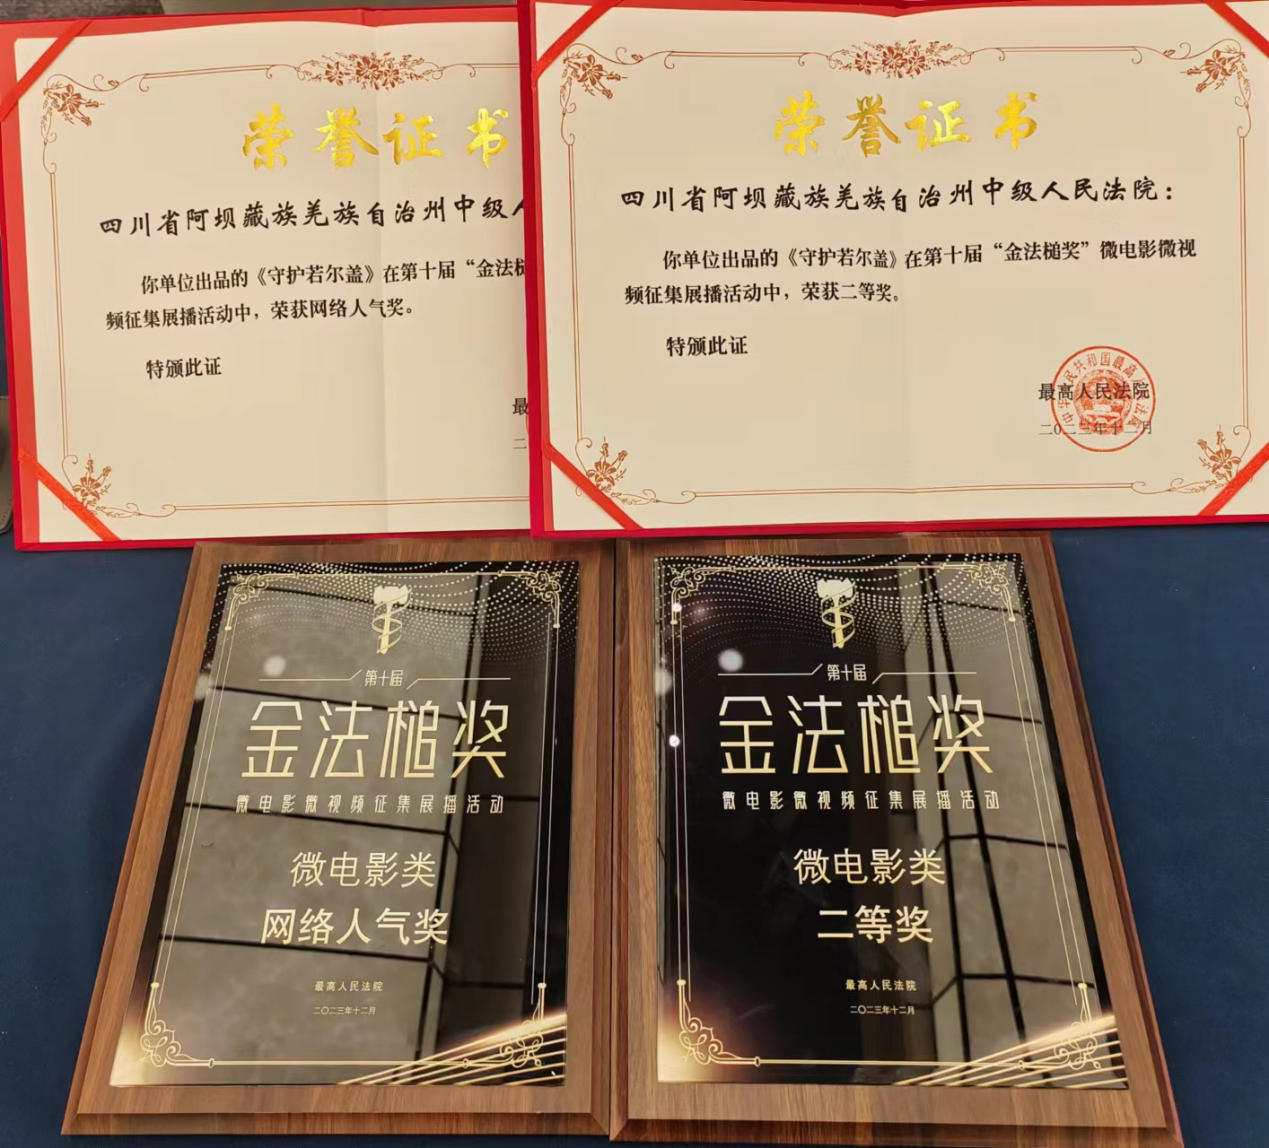 荣誉证书
四川省阿坝藏族羌族自治州中级
你单位出品的《守护若尔盖》在第十届“金法
频征集展播活动中，荣获网络人气奖。
特颁此证
最
二
荣誉证书
四川省阿坝藏族羌族自治州中级人民法院：
你单位出品的《守护若尔盖》在第十届“金法槌奖”微电影微视
频征集展播活动中，荣获二等奖。
特颁此证
最高人民法院
二〇二三年十二月
第十届
金法槌奖
微电影微视频征集展播活动
微电影类
网络人气奖
最高人民法院
二〇二三年十二月
第十届
金法槌奖
微电影微视频征集展播活动
微电影类
二等奖
最高人民法院
二〇二三年十二月